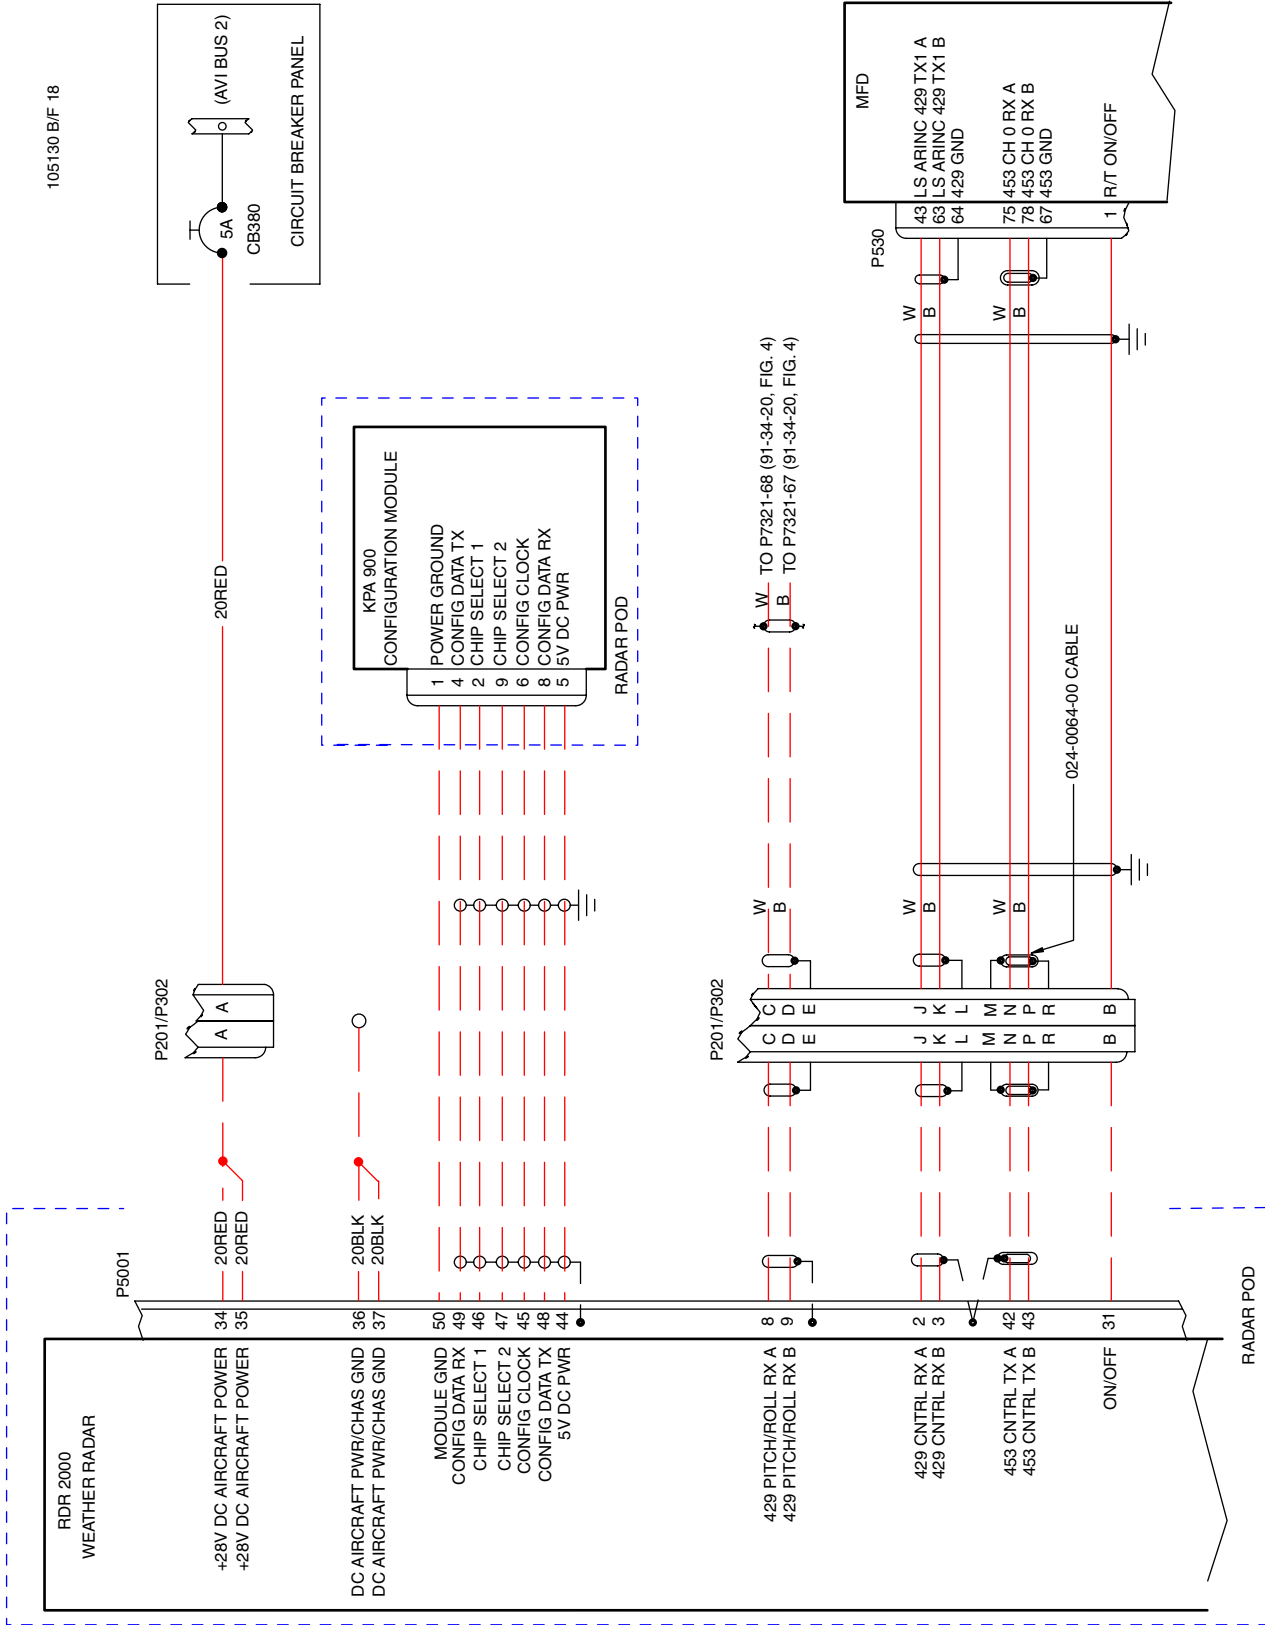 105130 B/F 18
(AVI BUS 2)
5A
CB380
CIRCUIT BREAKER PANEL
20RED
P201/P302
A
A
20RED
20RED
P5001
34
35
RDR 2000
WEATHER RADAR
+28V DC AIRCRAFT POWER
+28V DC AIRCRAFT POWER
20BLK
20BLK
36
37
DC AIRCRAFT PWR/CHAS GND
DC AIRCRAFT PWR/CHAS GND
KPA 900
CONFIGURATION MODULE
1 POWER GROUND
4 CONFIG DATA TX
2 CHIP SELECT 1
9 CHIP SELECT 2
6 CONFIG CLOCK
8 CONFIG DATA RX
5 5V DC PWR
RADAR POD
MODULE GND 50
CONFIG DATA RX 49
CHIP SELECT 1 46
CHIP SELECT 2 47
CONFIG CLOCK 45
CONFIG DATA TX 48
5V DC PWR 44
429 PITCH/ROLL RX A 8
429 PITCH/ROLL RX B 9
429 CNTRL RX A 2
429 CNTRL RX B 3
453 CNTRL TX A 42
453 CNTRL TX B 43
ON/OFF 31
RADAR POD
P201/P302
C C
D D
E E
J J
K K
L L
M M
N N
P P
R R
B B
W
B
W
B
W
B
024-0064-00 CABLE
W
B
TO P7321-68 (91-34-20, FIG. 4)
TO P7321-67 (91-34-20, FIG. 4)
W
B
W
B
P530
MFD
43 LS ARINC 429 TX1 A
63 LS ARINC 429 TX1 B
64 429 GND
75 453 CH 0 RX A
78 453 CH 0 RX B
67 453 GND
1 R/T ON/OFF